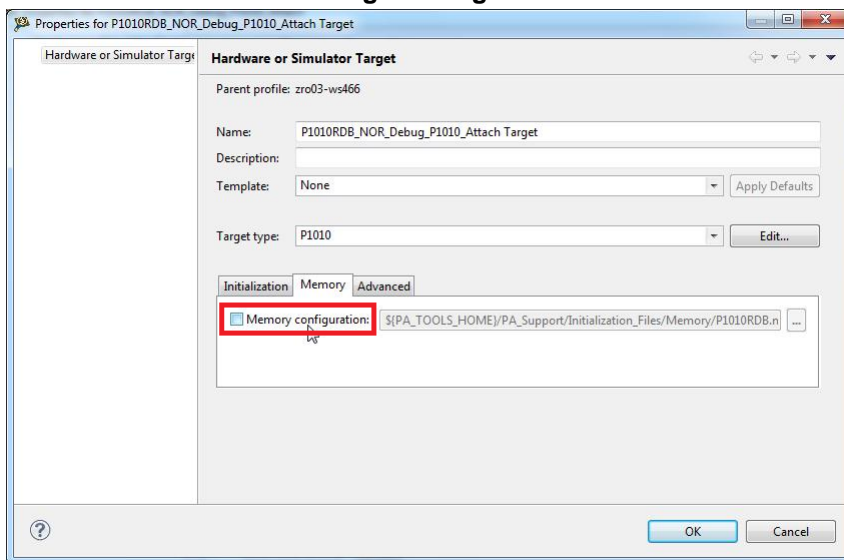 Properties for P1010RDB_NOR_Debug_P1010_Attach Target
Hardware or Simulator Targe
Hardware or Simulator Target
Parent profile: zro03-ws466
Name: P1010RDB_NOR_Debug_P1010_Attach Target
Description:
Template: None Apply Defaults
Target type: P1010 Edit...
Initialization Memory Advanced
Memory configuration: ${PA_TOOLS_HOME}/PA_Support/Initialization_Files/Memory/P1010RDB.n ...
? OK Cancel